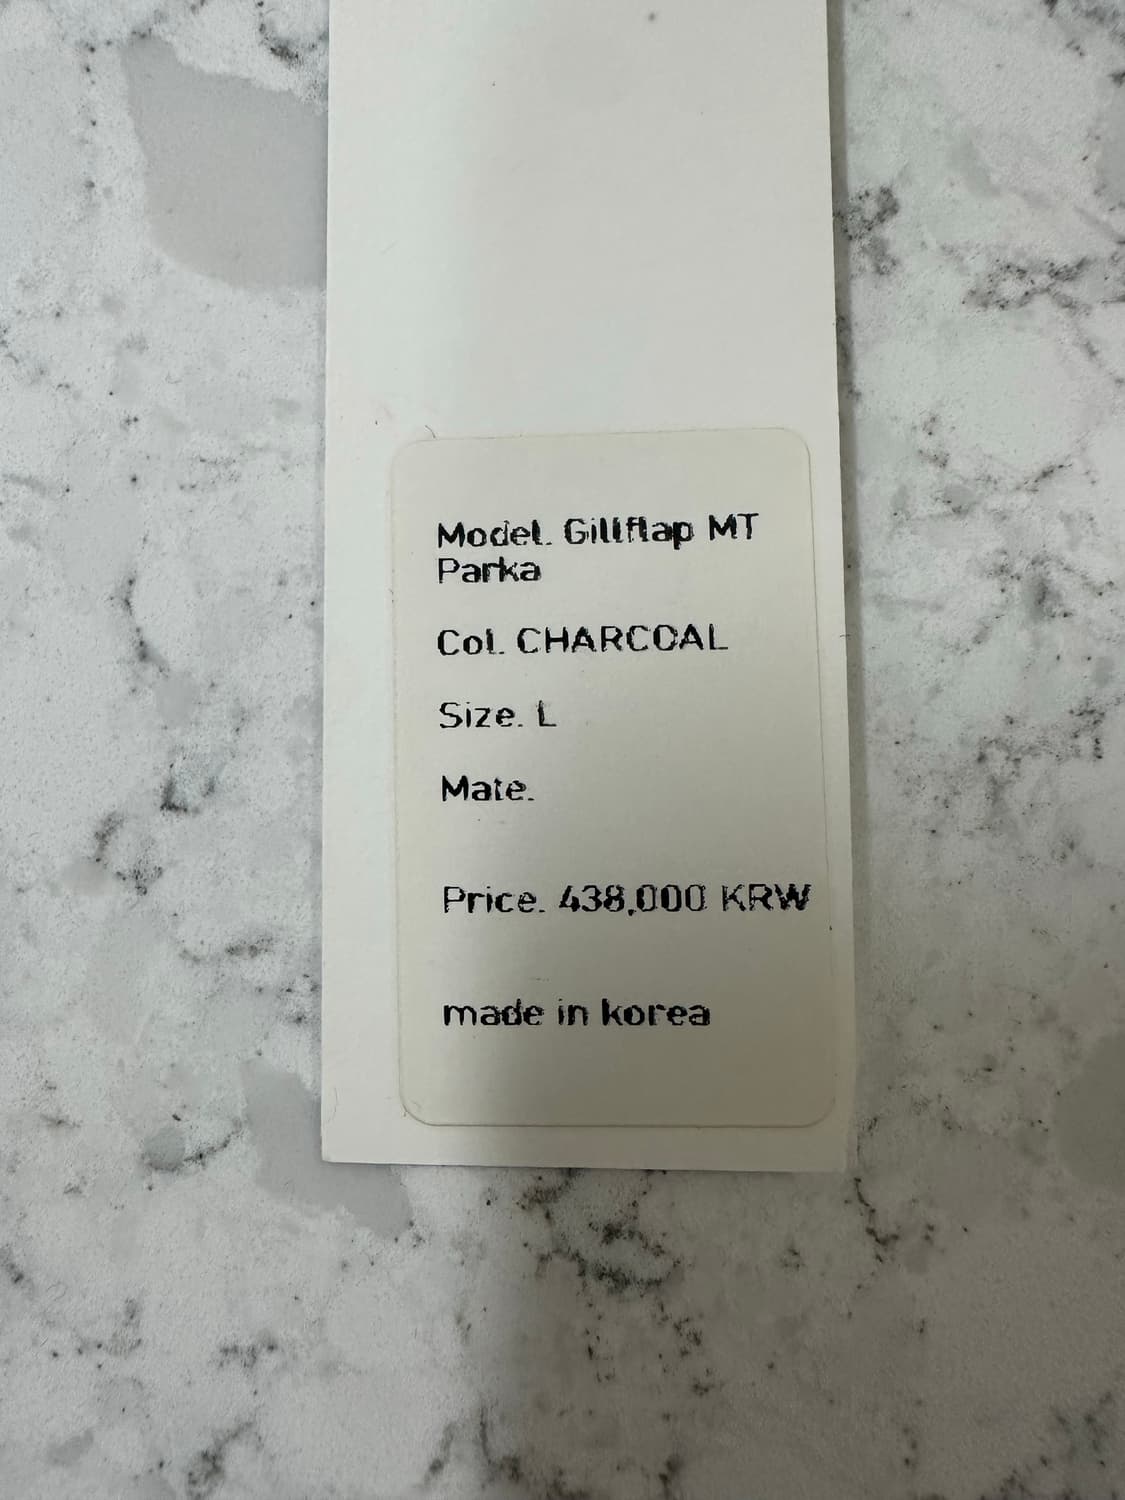 Model. Gillflap MT
Parka
Col. CHARCOAL
Size. L
Mate.
Price. 438,000 KRW
made in korea